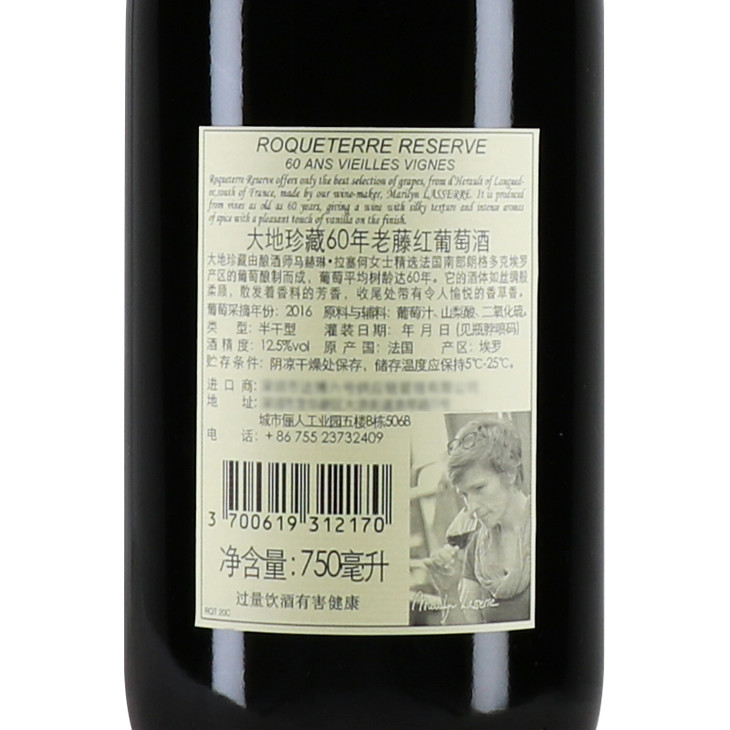 ROQUETERRE RESERVE
60 ANS VIEILLES VIGNES
Roqueterre Reserve offers only the best selection of grapes, from d'Herault of Langued-
oc,south of France, made by our wine-maker, Marilyn LASSERRE. It is produced
from vines as old as 60 years, giving a wine with silky texture and intense aromas
of spice with a pleasant touch of vanilla on the finish.
大地珍藏60年老藤红葡萄酒
大地珍藏由酿酒师马赫琳•拉塞何女士精选法国南部朗格多克埃罗
产区的葡萄酿制而成，葡萄平均树龄达60年。它的酒体如丝绸般
柔顺，散发着香料的芳香，收尾处带有令人愉悦的香草香。
葡萄采摘年份：2016 原料与辅料：葡萄汁、山梨酸、二氧化硫。
类 型：半干型 灌装日期：年 月 日 (见瓶脖喷码)
酒 精 度：12.5%vol 原 产 国：法国 产 区：埃罗
贮存条件：阴凉干燥处保存，储存温度应保持5℃-25℃。
进 口 商：
地 址：
城市俪人工业园五楼B栋506B
电 话：+ 86 755 23732409
3 700619 312170
净含量：750毫升
过量饮酒有害健康
RQT 20C
Marilyn Lasserre